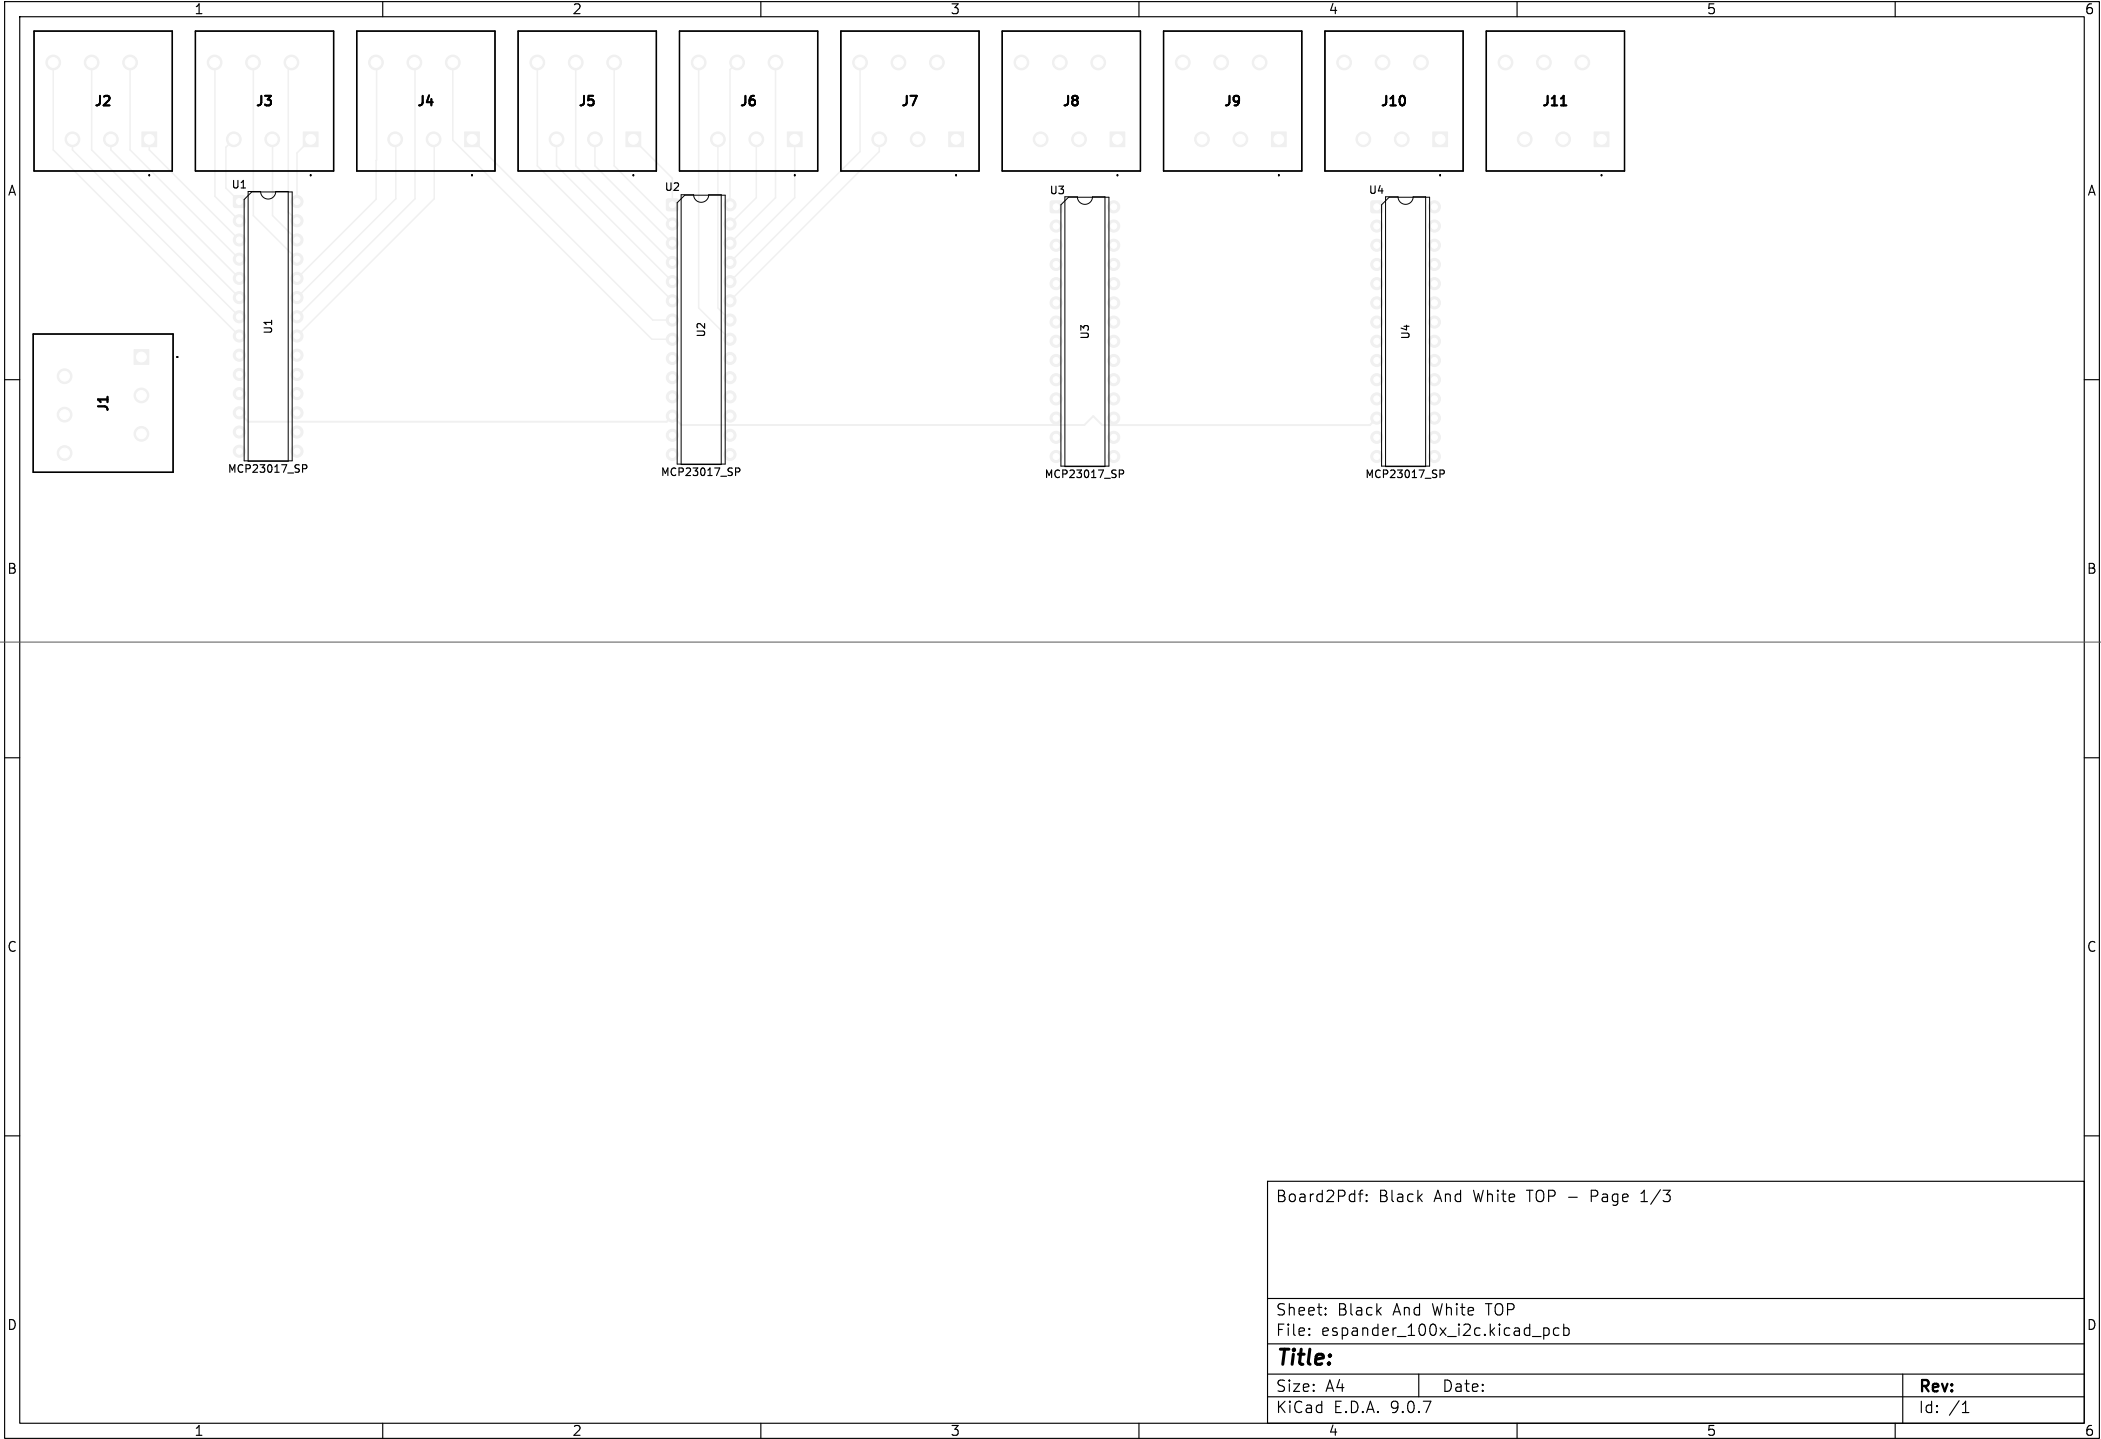 1 2 3 4 5 6
J2 J3 J4 J5 J6 J7 J8 J9 J10 J11
U1 U2 U3 U4
A A
U1 U2 U3 U4
J1
MCP23017_SP MCP23017_SP MCP23017_SP MCP23017_SP
B B
C C
Board2Pdf: Black And White TOP – Page 1/3
Sheet: Black And White TOP
D D
File: espander_100x_i2c.kicad_pcb
Title:
Size: A4 Date: Rev:
KiCad E.D.A. 9.0.7 Id: /1
1 2 3 4 5 6